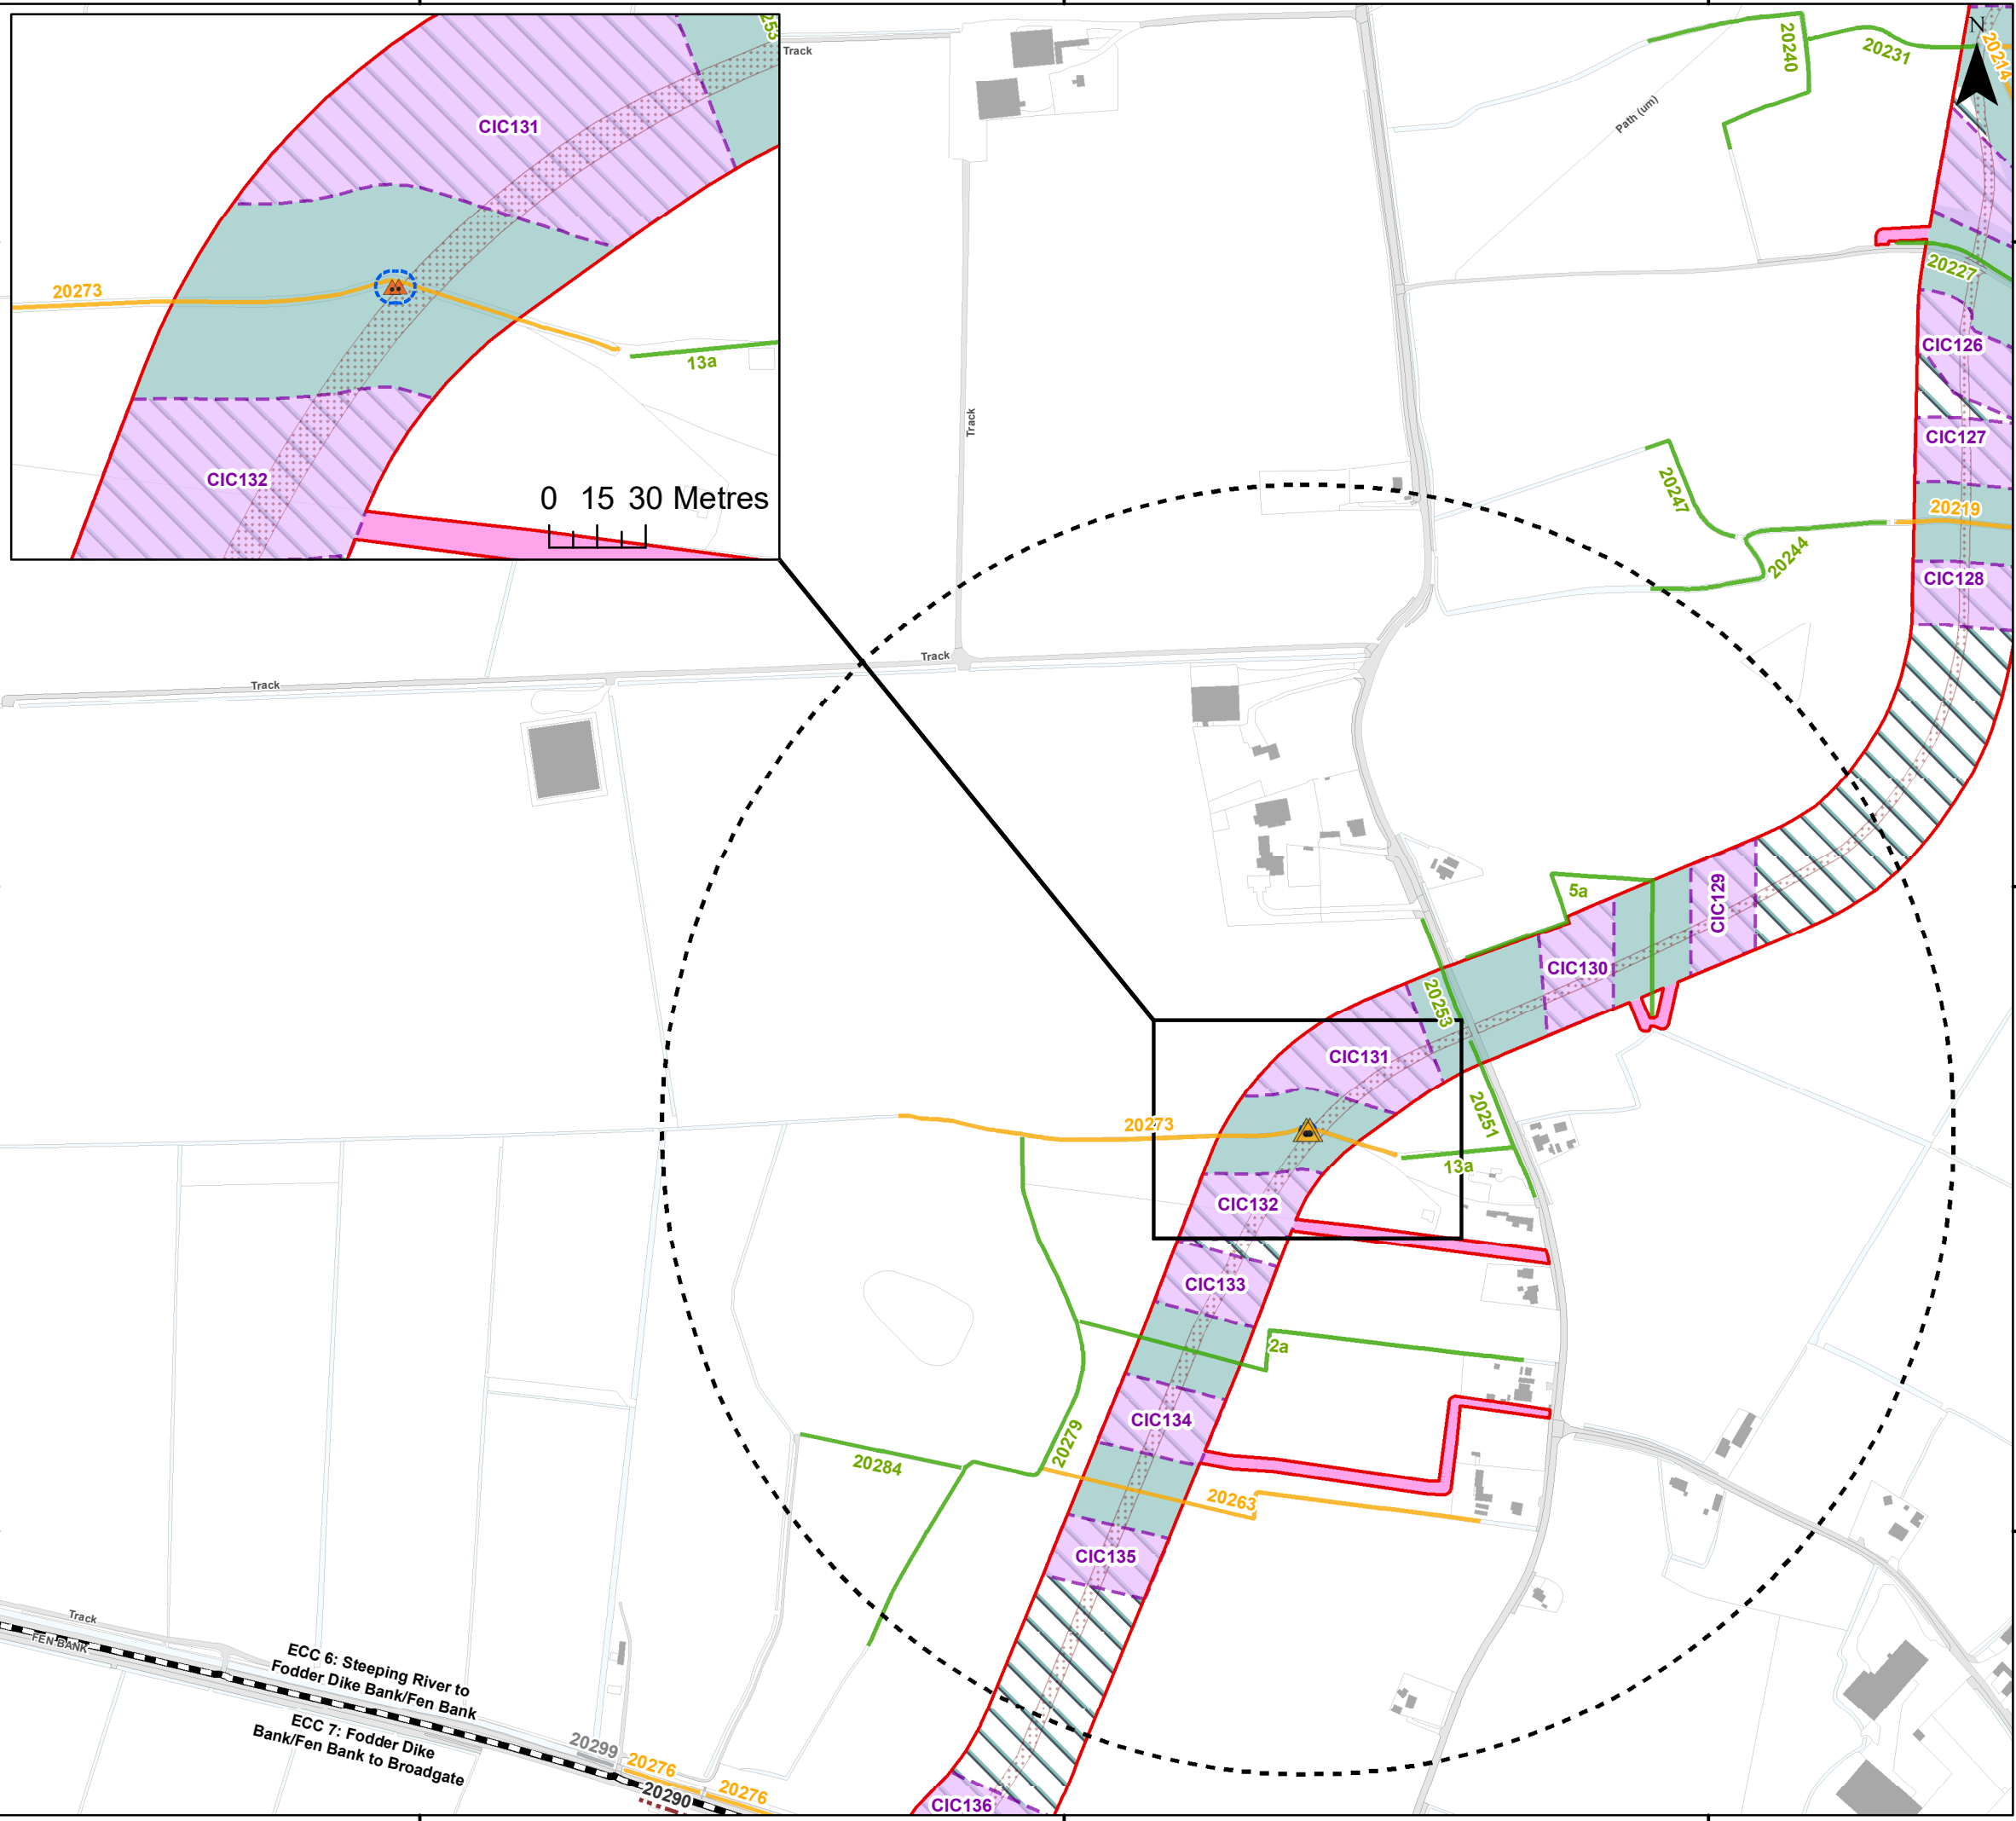 253
Track
CIC131
20273
13a
CIC132
0 15 30 Metres
20240
20231
N
20214
Path (um)
20227
CIC126
Track
CIC127
20247
20219
20244
CIC128
Track
Track
5a
CIC129
CIC130
20253
CIC131
20273
20251
13a
CIC132
CIC133
2a
CIC134
20279
20284
20263
CIC135
Track
FEN BANK
ECC 6: Steeping River to
Fodder Dike Bank/Fen Bank
ECC 7: Fodder Dike
Bank/Fen Bank to Broadgate
20299
20276
20276
20290
CIC136